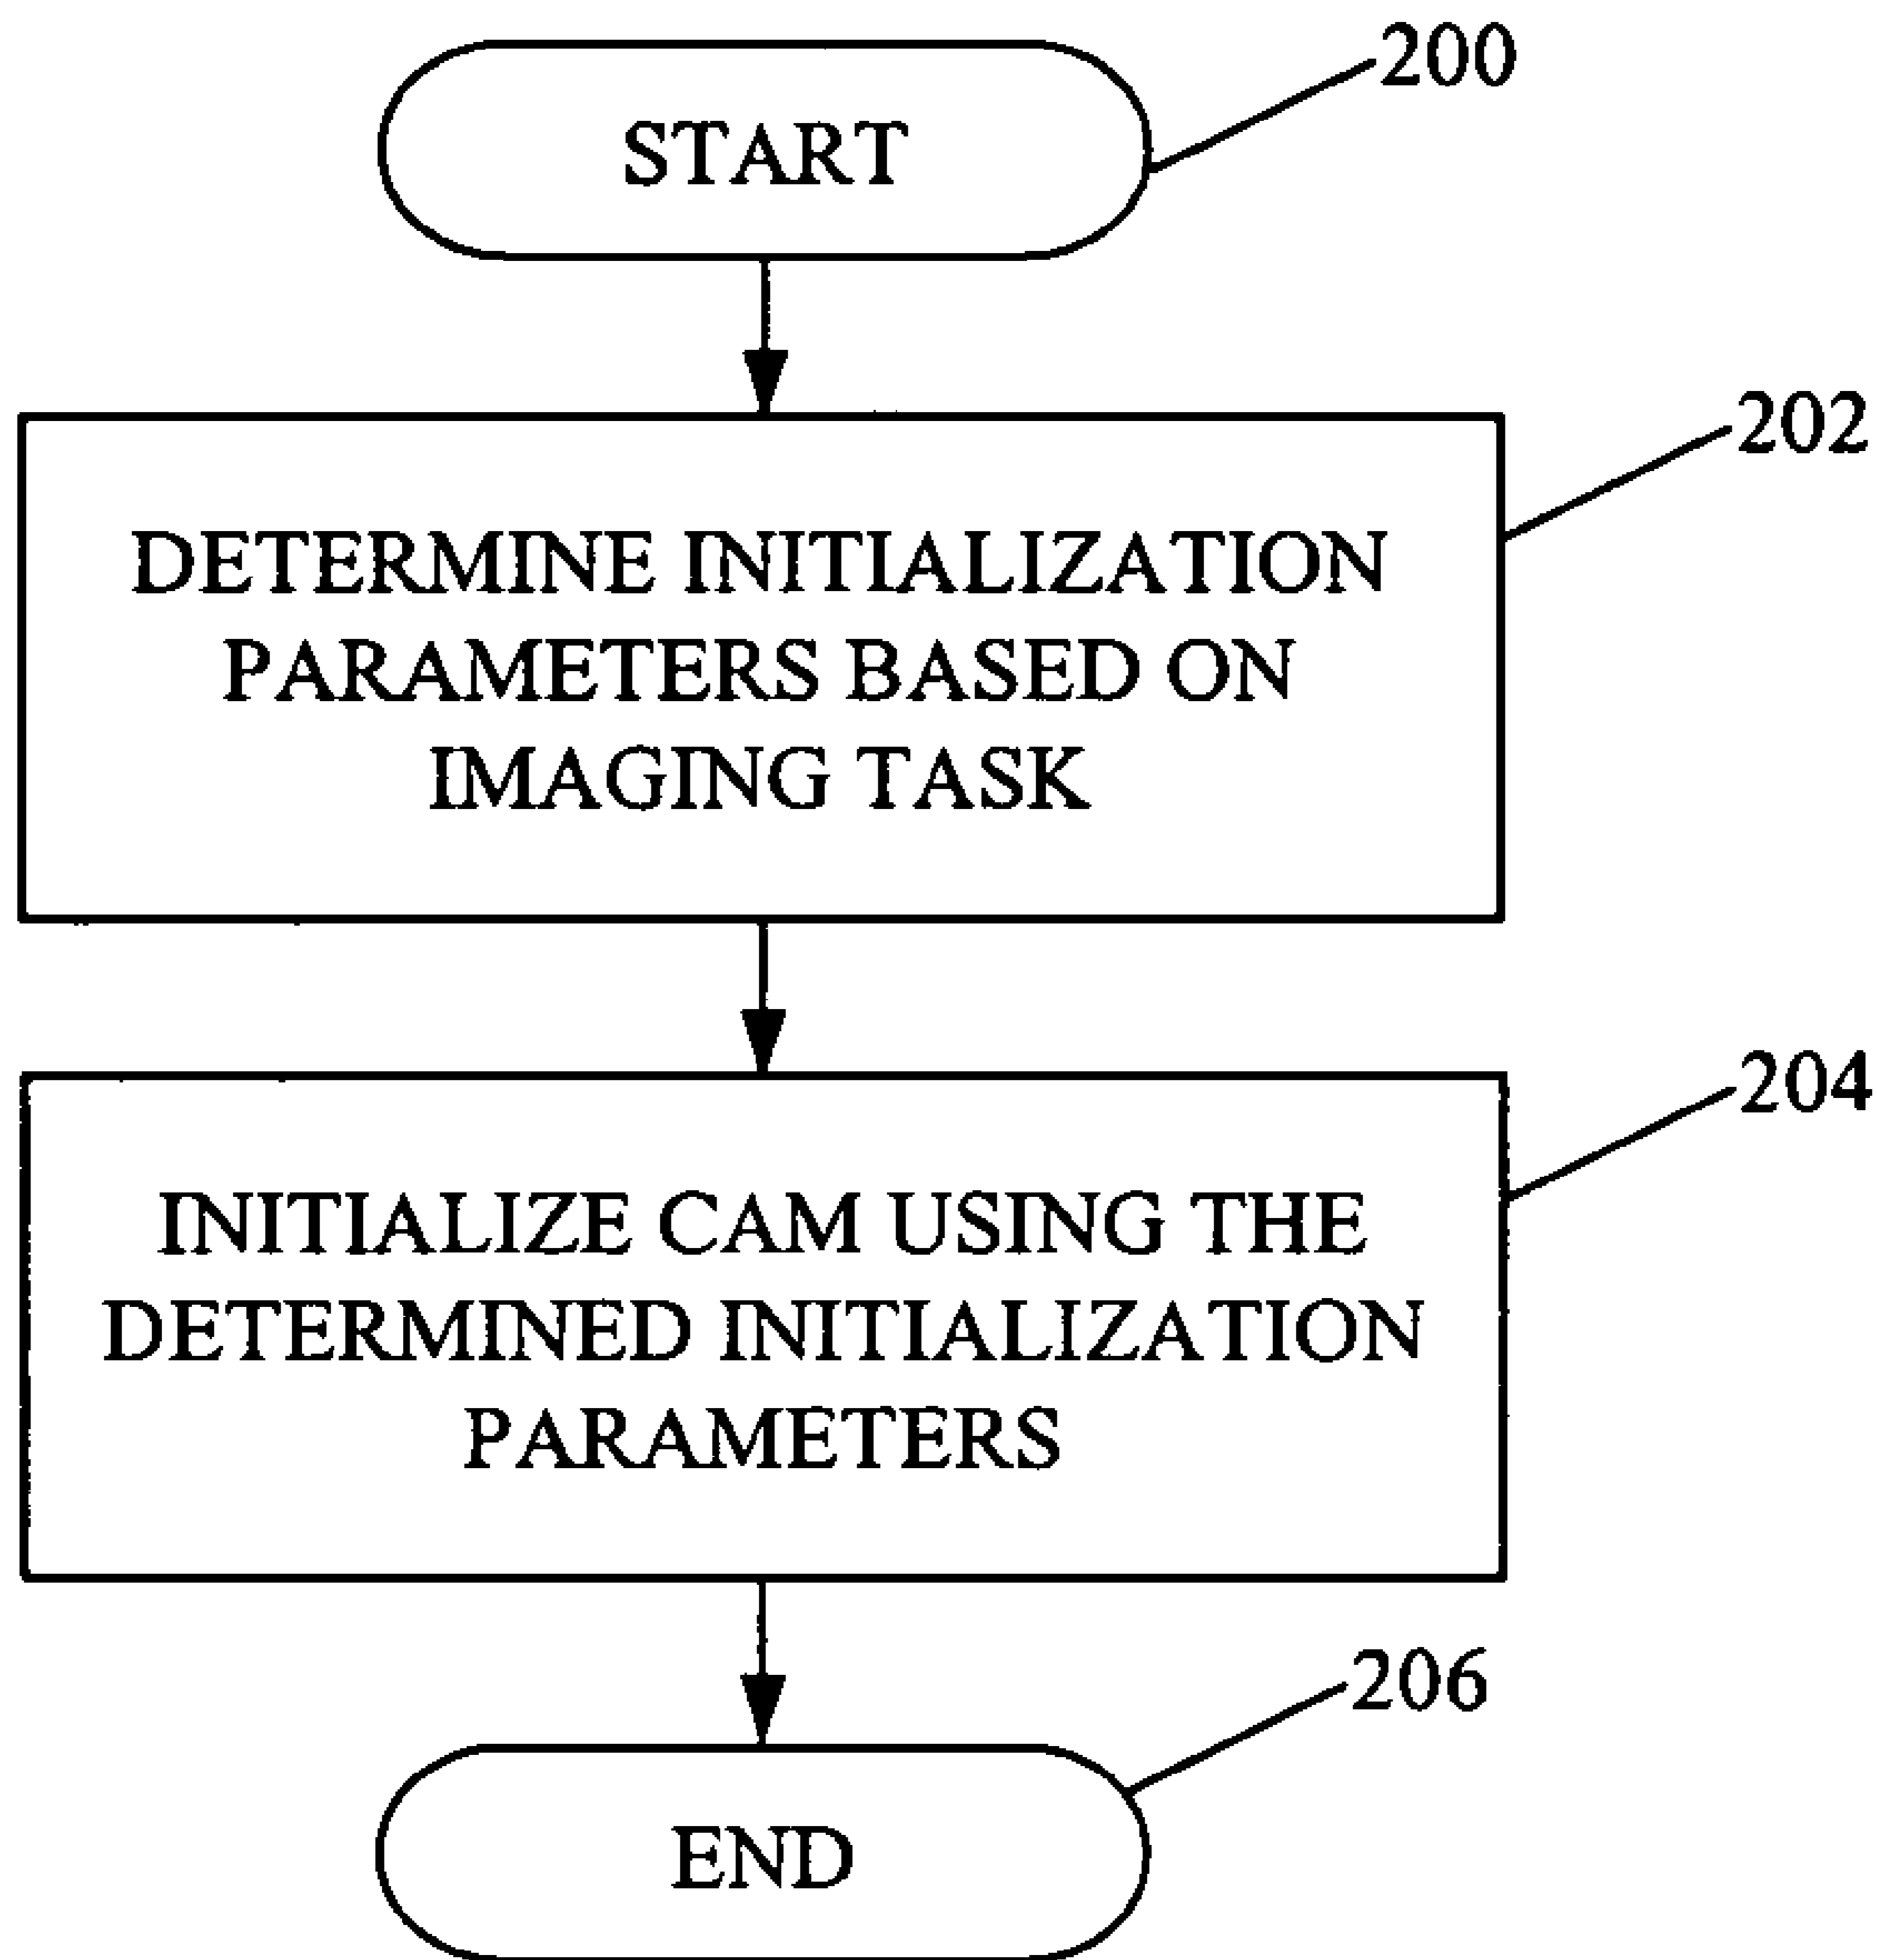 START
200
202
DETERMINE INITIALIZATION
PARAMETERS BASED ON
IMAGING TASK
204
INITIALIZE CAM USING THE
DETERMINED INITIALIZATION
PARAMETERS
206
END